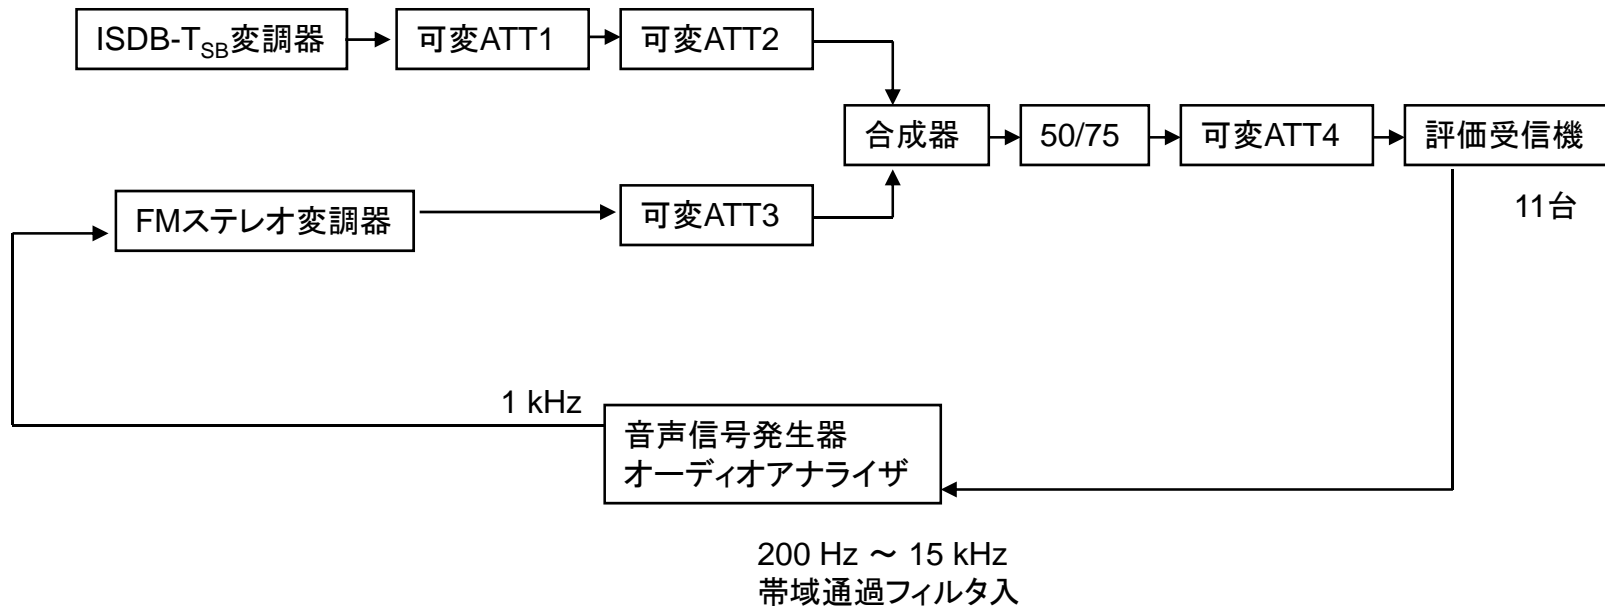 ISDB-TSB変調器
可変ATT1
可変ATT2
合成器
50/75
可変ATT4
評価受信機
11台
FMステレオ変調器
可変ATT3
1 kHz
音声信号発生器
オーディオアナライザ
200 Hz ～ 15 kHz
帯域通過フィルタ入